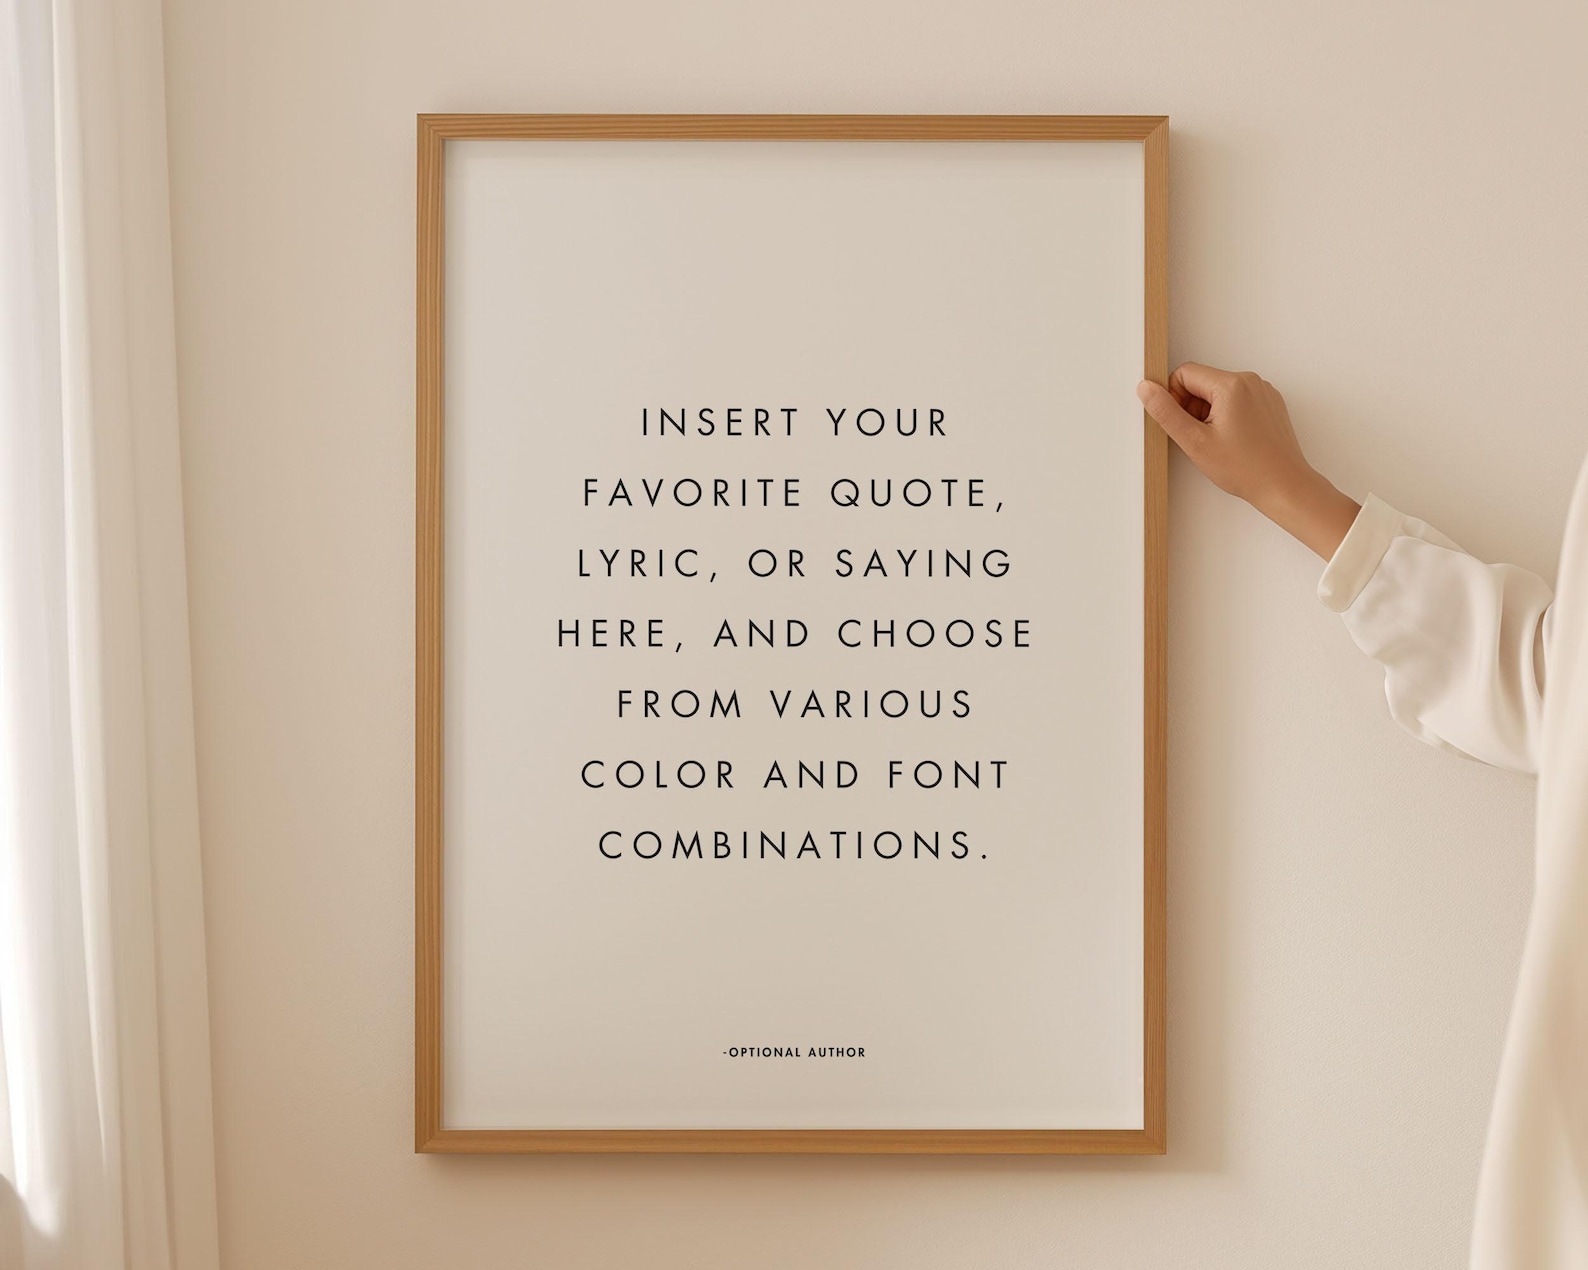 INSERT YOUR
FAVORITE QUOTE,
LYRIC, OR SAYING
HERE, AND CHOOSE
FROM VARIOUS
COLOR AND FONT
COMBINATIONS.
-OPTIONAL AUTHOR